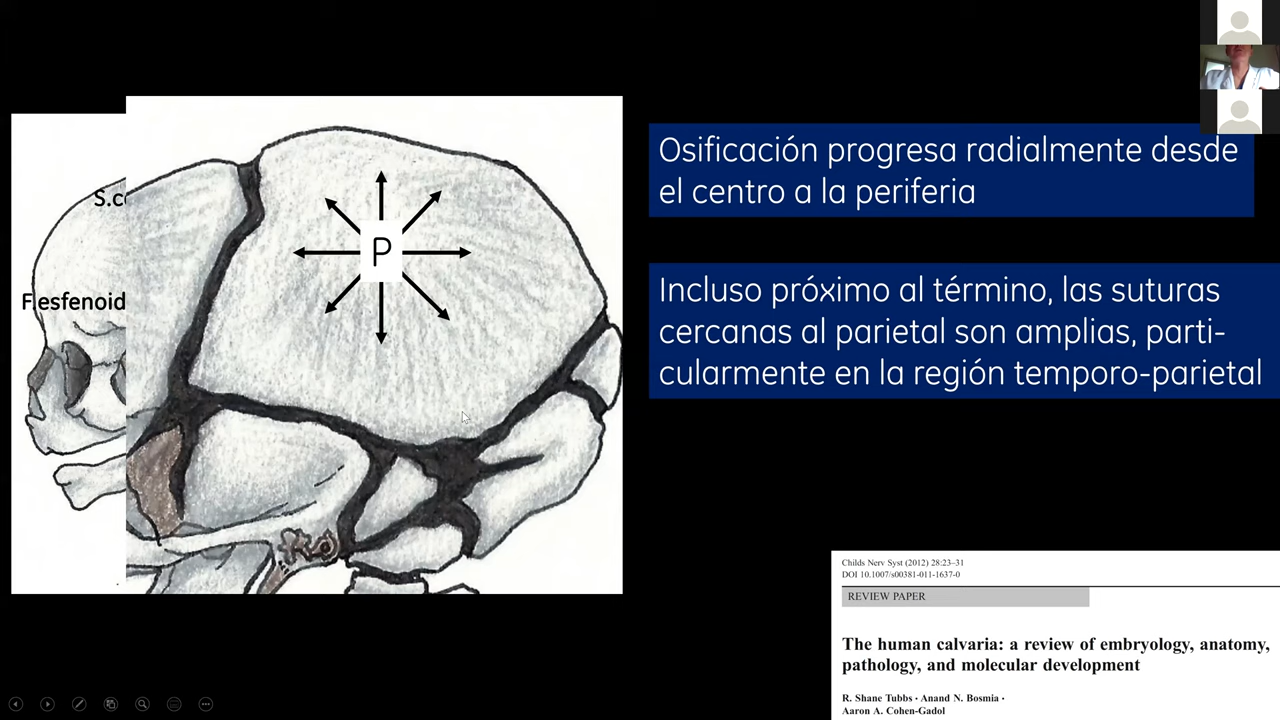 S.c
F.esfenoid
P
Osificación progresa radialmente desde
el centro a la periferia
Incluso próximo al término, las suturas
cercanas al parietal son amplias, parti-
cularmente en la región temporo-parietal
Childs Nerv Syst (2012) 28:23–31
DOI 10.1007/s00381-011-1637-0
REVIEW PAPER
The human calvaria: a review of embryology, anatomy,
pathology, and molecular development
R. Shane Tubbs · Anand N. Bosmia ·
Aaron A. Cohen-Gadol